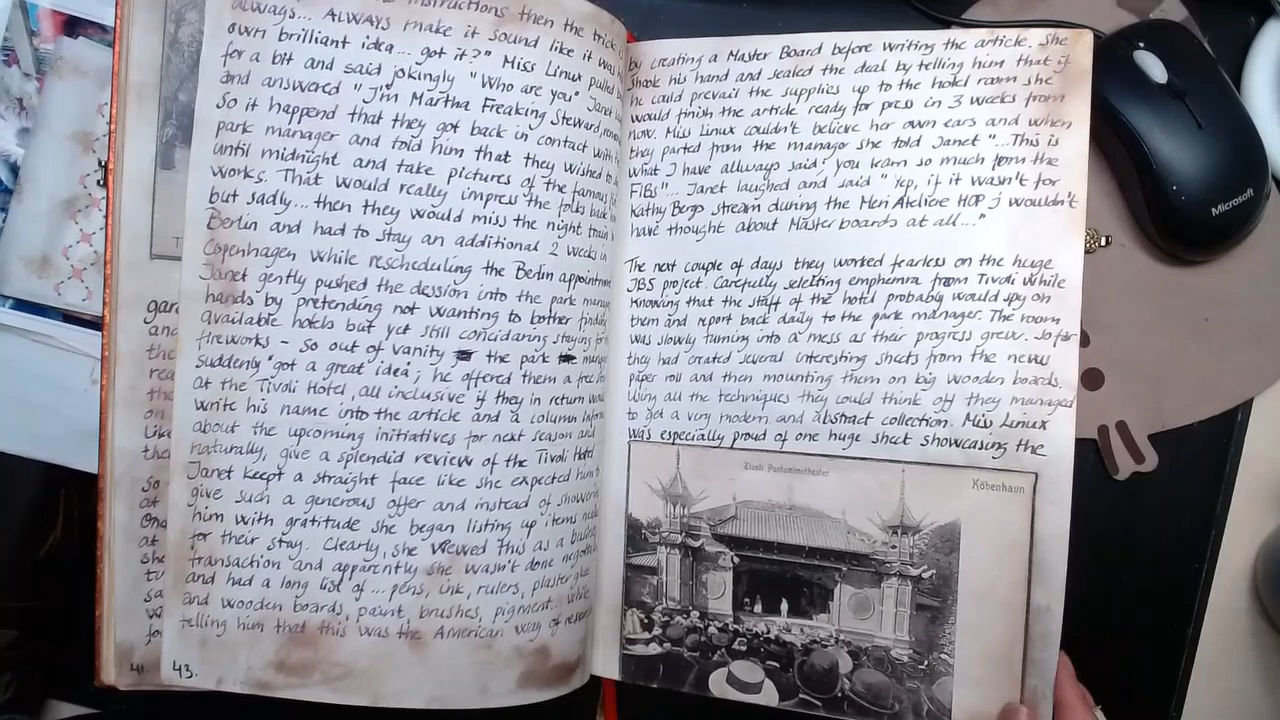 instructions then the trick
always... ALWAYS make it sound like it was
own brilliant idea... got it?" Miss Linux pulled
for a bit and said jokingly "Who are you" Janet
and answered "I'm Martha Freaking Steward,
So it happend that they got back in contact with
park manager and told him that they wished to
until midnight and take pictures of the famous
works. That would really impress the folks back
but sadly... then they would miss the night train
Berlin and had to stay an additional 2 weeks in
Copenhagen while rescheduling the Berlin appointment
Janet gently pushed the dession into the park
hands by pretending not wanting to bother finding
available hotels but yet still concidaring staying for
fireworks - so out of vanity the park
Suddenly "got a great idea; he offered them a free
at the Tivoli Hotel, all inclusive if they in return
write his name into the article and a column
about the upcoming initiatives for next season and
naturally, give a splendid review of the Tivoli Hotel
Janet keept a straight face like she expected him to
give such a generous offer and instead of
him with gratitude she began listing up items
for their stay. Clearly, she viewed this as a
transaction and apparently she wasn't done
and had a long list of ... pens, ink, rulers, plaster,
and wooden boards, paint, brushes, pigment... while
telling him that this was the American way of
41. 43.
by creating a Master Board before writing the article. She
shook his hand and sealed the deal by telling him that if
he could prevail the supplies up to the hotel room she
would finish the article ready for press in 3 weeks from
now. Miss Linux couldn't believe her own ears and when
they parted from the manager she told Janet "...This is
what I have allways said; you learn so much from the
FIBs"... Janet laughed and said "Yep, if it wasn't for
Kathy Bergs stream during the Meri Ateliere HOP j wouldn't
have thought about Master boards at all..."
The next couple of days they worked fearless on the huge
JBS project. Carefully selecting emphemra from Tivoli while
knowing that the staff of the hotel probably would spy on
them and report back daily to the park manager. The room
was slowly turning into a mess as their progress grew. So far
they had created several interesting sheets from the news
paper roll and then mounting them on big wooden boards.
Using all the techniques they could think off they managed
to get a very modern and abstract collection. Miss Linux
was especially proud of one huge sheet showcasing the
Tivoli Pantomimetheater
Köbenhavn
Microsoft